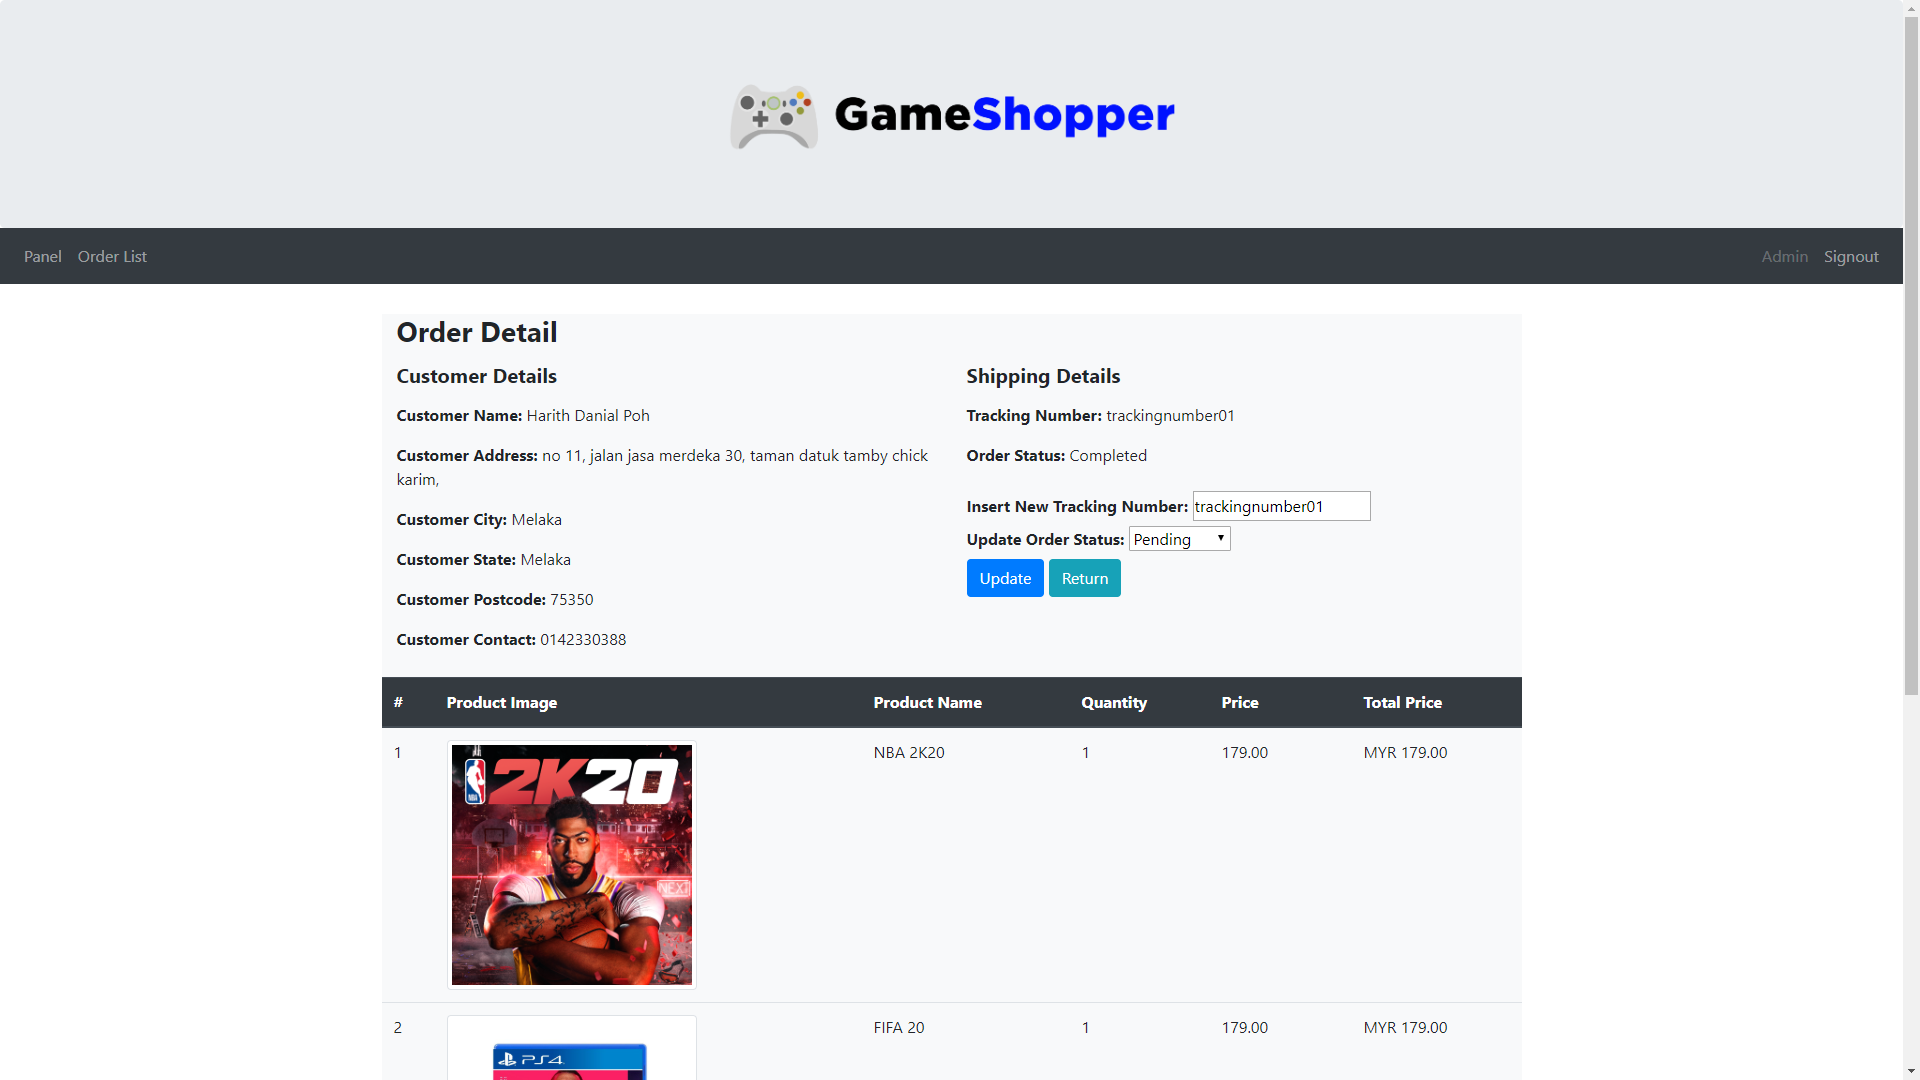 GameShopper
Panel Order List Admin Signout
Order Detail
Customer Details
Customer Name: Harith Danial Poh
Customer Address: no 11, jalan jasa merdeka 30, taman datuk tamby chick
karim,
Customer City: Melaka
Customer State: Melaka
Customer Postcode: 75350
Customer Contact: 0142330388
Shipping Details
Tracking Number: trackingnumber01
Order Status: Completed
Insert New Tracking Number: trackingnumber01
Update Order Status: Pending
Update Return
# Product Image Product Name Quantity Price Total Price
1 NBA 2K20 1 179.00 MYR 179.00
NBA 2K20
NEXT
2 FIFA 20 1 179.00 MYR 179.00
PS4